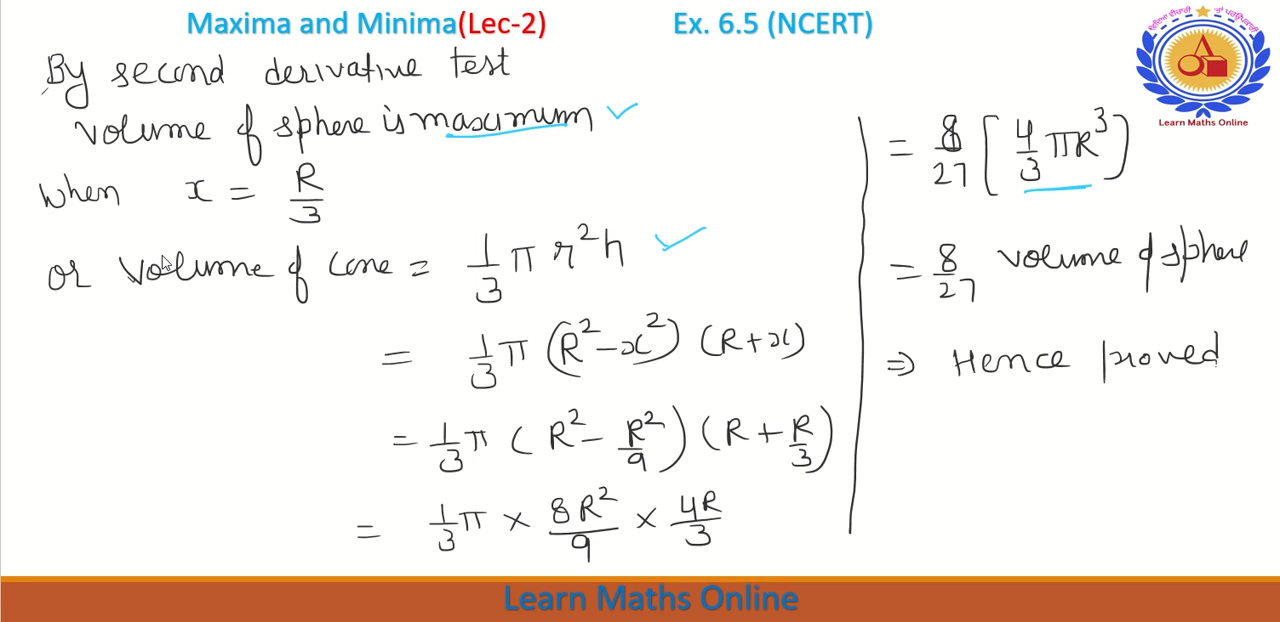 Maxima and Minima(Lec-2) Ex. 6.5 (NCERT)
ਵਿਦਿਆ ਵੀਚਾਰੀ ਤਾਂ ਪਰਉਪਕਾਰੀ
Learn Maths Online
By second derivative test
volume of sphere is maximum ✓
when x = R/3
or volume of cone = 1/3 π r²h ✓
= 1/3 π (R² - x²) (R + x)
= 1/3 π (R² - R²/9) (R + R/3)
= 1/3 π × 8R²/9 × 4R/3
= 8/27 [4/3 πR³]
= 8/27 volume of sphere
⇒ Hence proved
Learn Maths Online